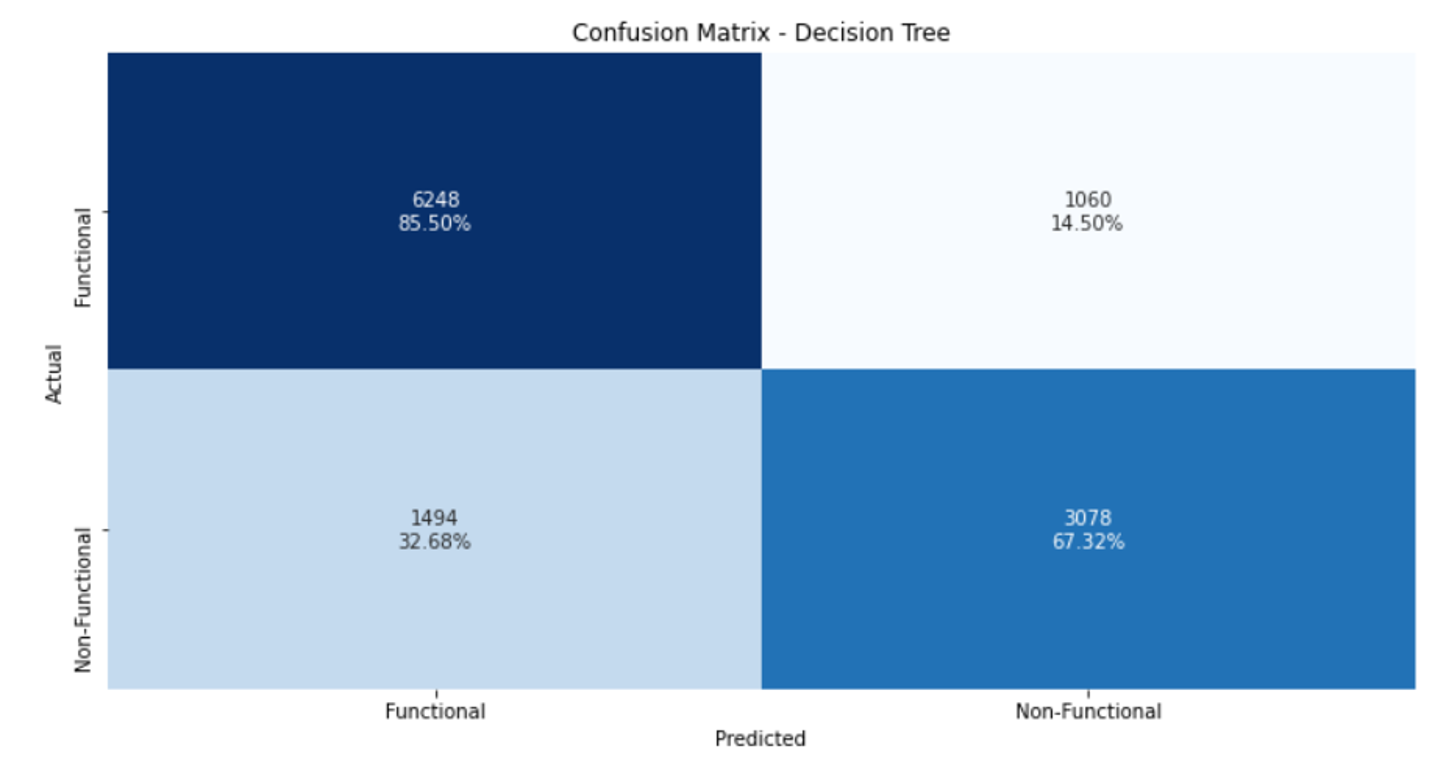 Confusion Matrix - Decision Tree
Actual
Functional
6248
85.50%
1060
14.50%
Non-Functional
1494
32.68%
3078
67.32%
Functional
Non-Functional
Predicted